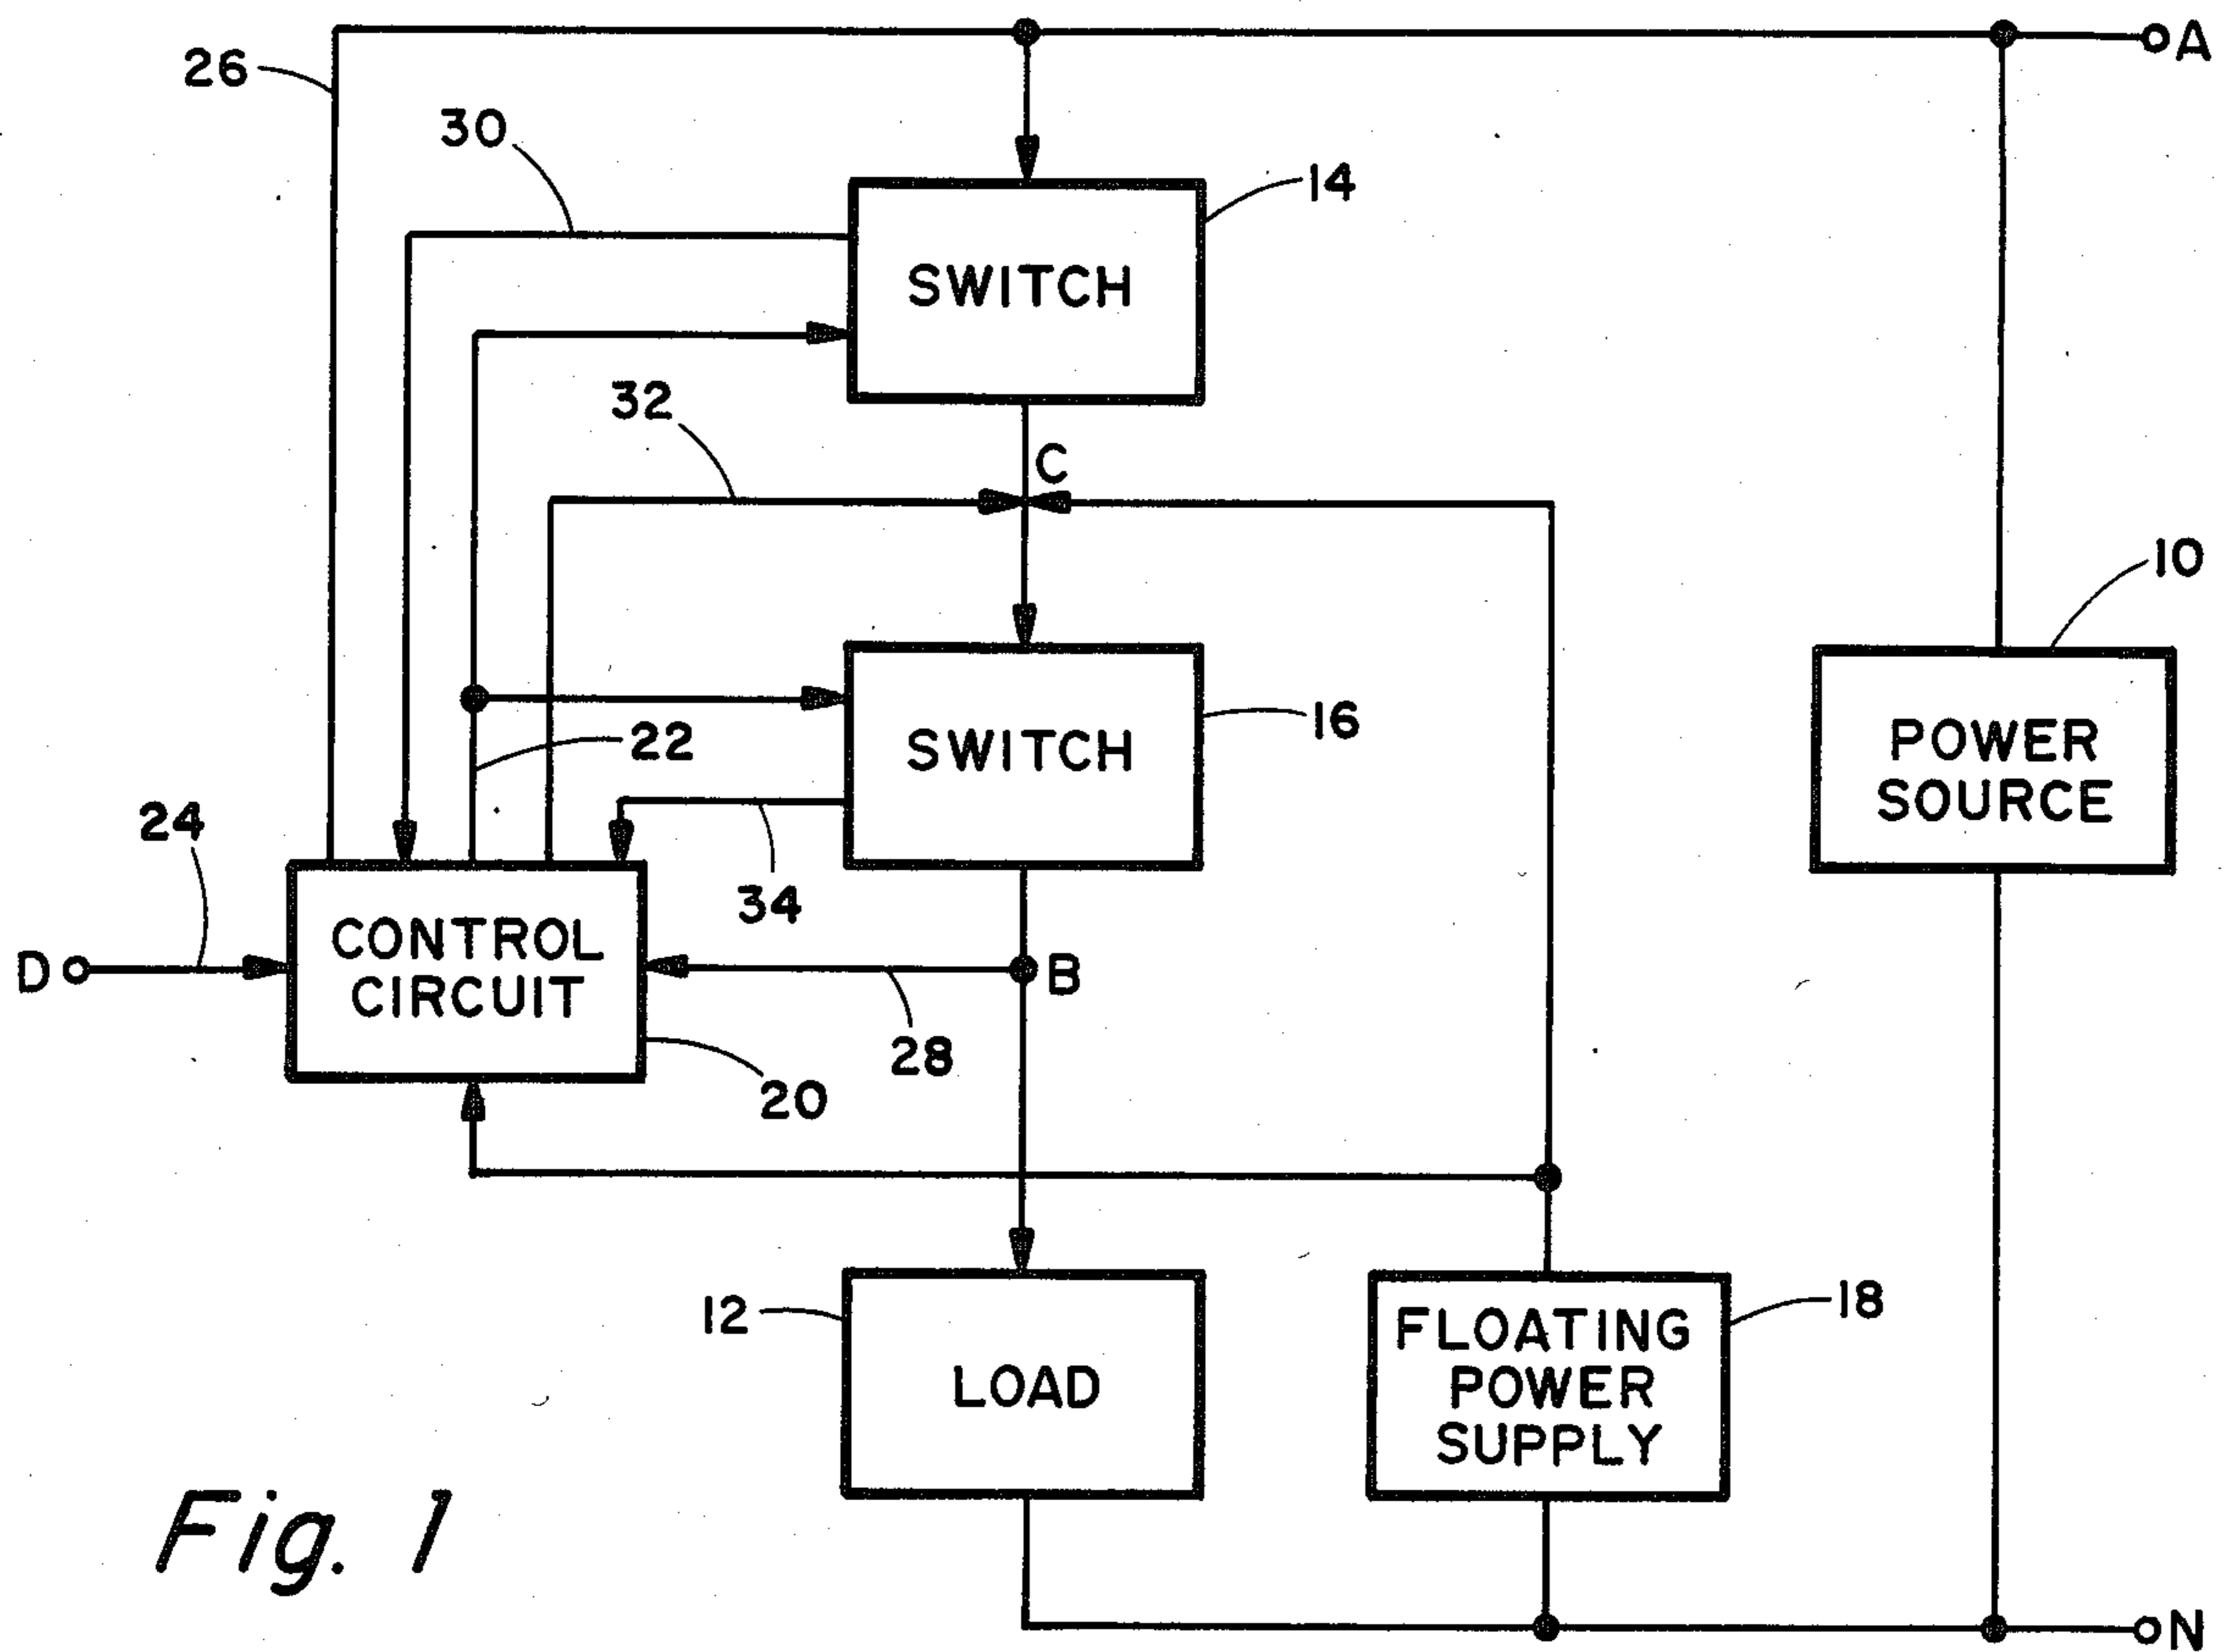 A
26
30
14
SWITCH
32
C
10
16
SWITCH
22
POWER
SOURCE
24
34
CONTROL
CIRCUIT
D
B
28
20
12
LOAD
18
FLOATING
POWER
SUPPLY
Fig. 1
N